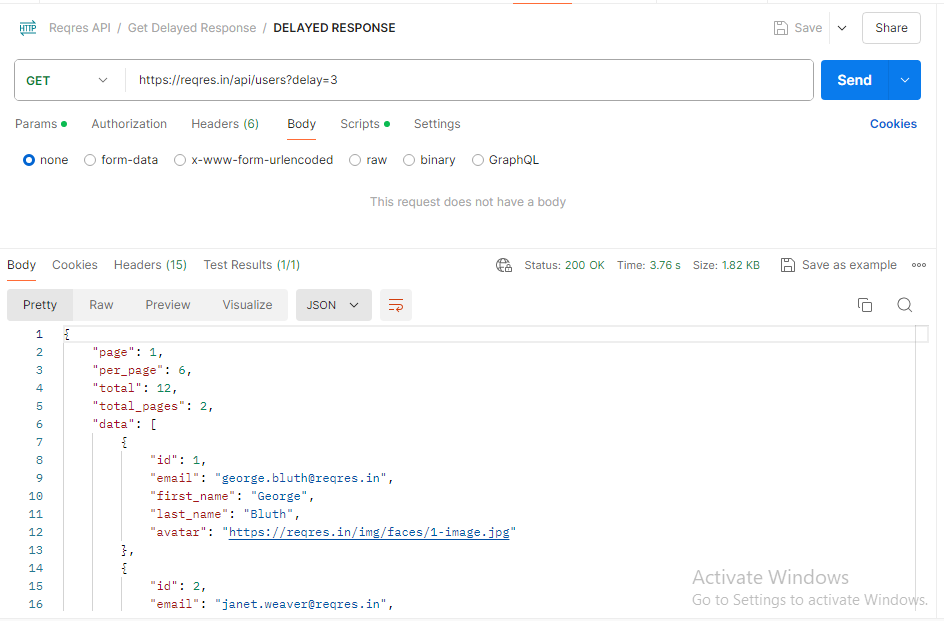 HTTP Reqres API / Get Delayed Response / DELAYED RESPONSE Save Share
GET https://reqres.in/api/users?delay=3 Send
Params Authorization Headers (6) Body Scripts Settings Cookies
none form-data x-www-form-urlencoded raw binary GraphQL
This request does not have a body
Body Cookies Headers (15) Test Results (1/1) Status: 200 OK Time: 3.76 s Size: 1.82 KB Save as example
Pretty Raw Preview Visualize JSON
1 {
2 "page": 1,
3 "per_page": 6,
4 "total": 12,
5 "total_pages": 2,
6 "data": [
7 {
8 "id": 1,
9 "email": "george.bluth@reqres.in",
10 "first_name": "George",
11 "last_name": "Bluth",
12 "avatar": "https://reqres.in/img/faces/1-image.jpg"
13 },
14 {
15 "id": 2,
16 "email": "janet.weaver@reqres.in",
Activate Windows
Go to Settings to activate Windows.